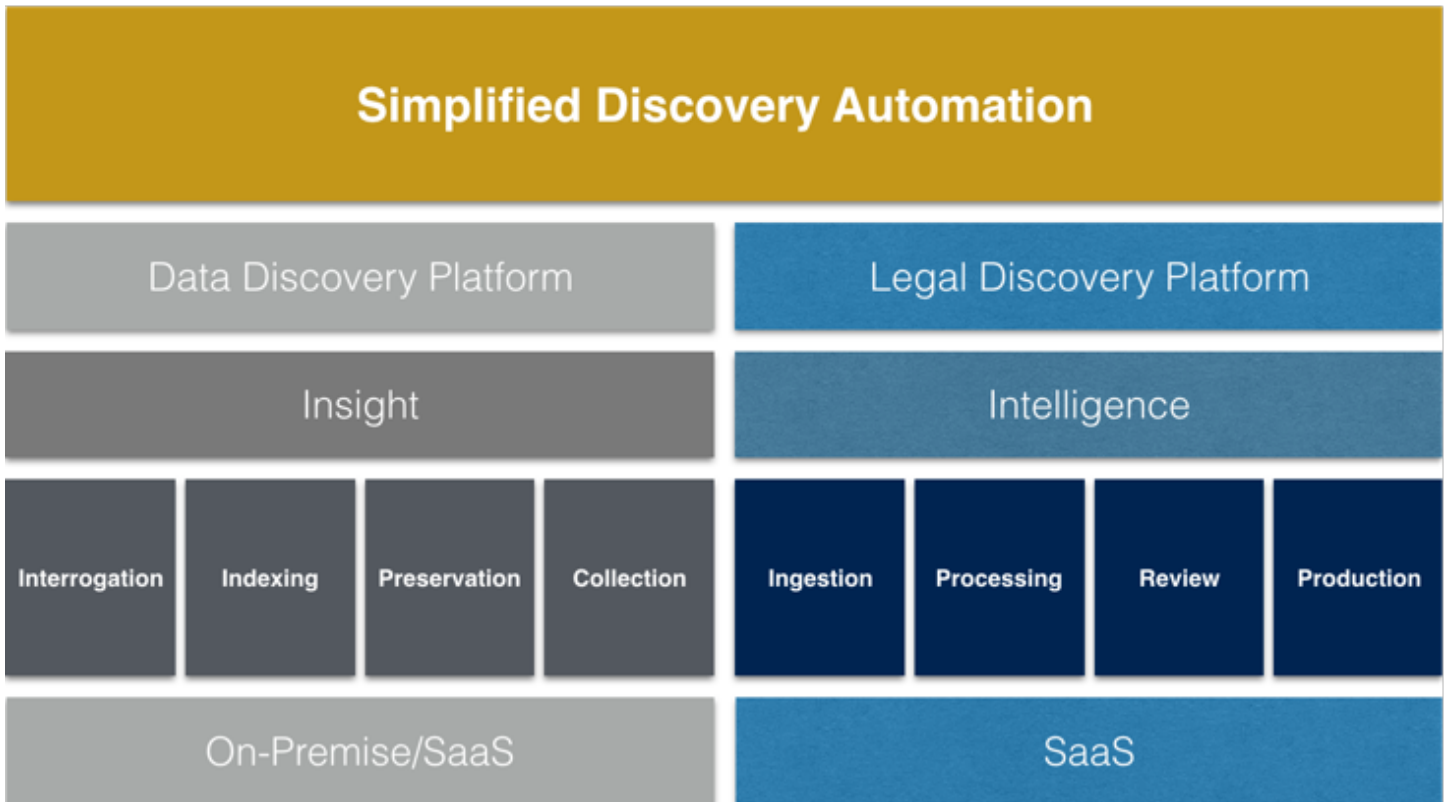 Simplified Discovery Automation
Data Discovery Platform
Legal Discovery Platform
Insight
Intelligence
Interrogation
Indexing
Preservation
Collection
Ingestion
Processing
Review
Production
On-Premise/SaaS
SaaS